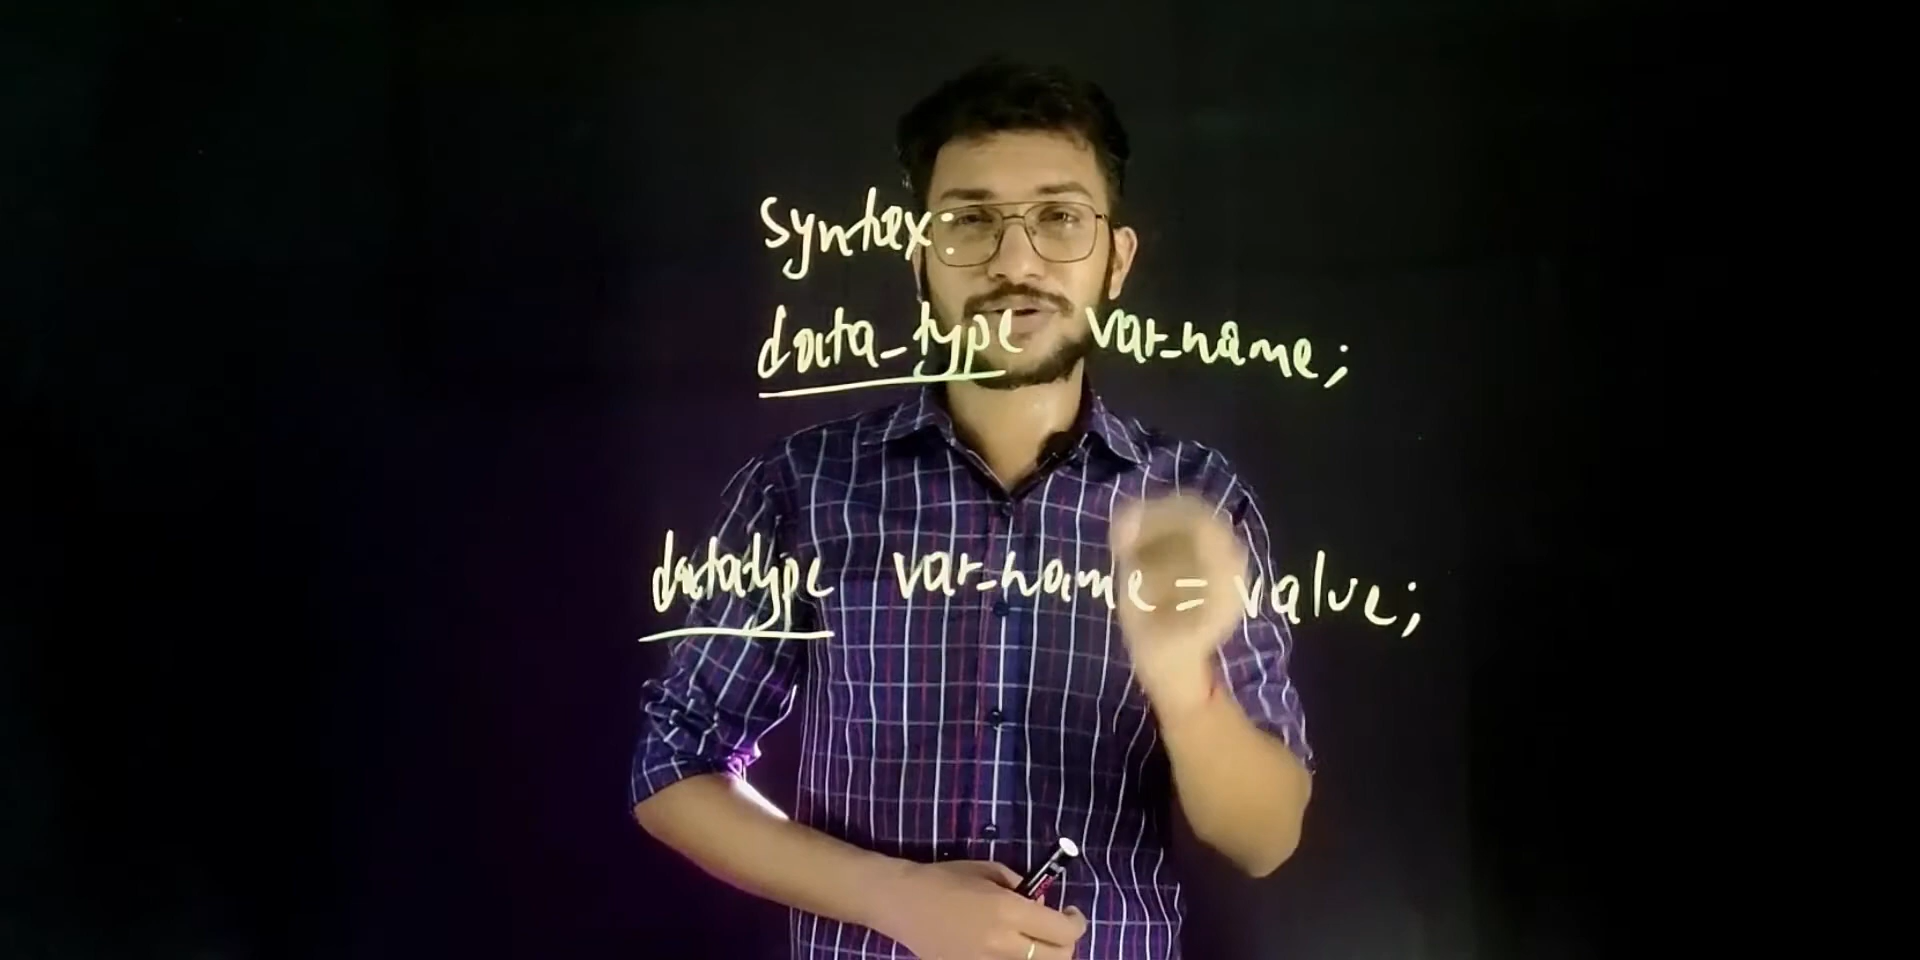 Syntex:
data_type var_name;
datatype var_name = value;